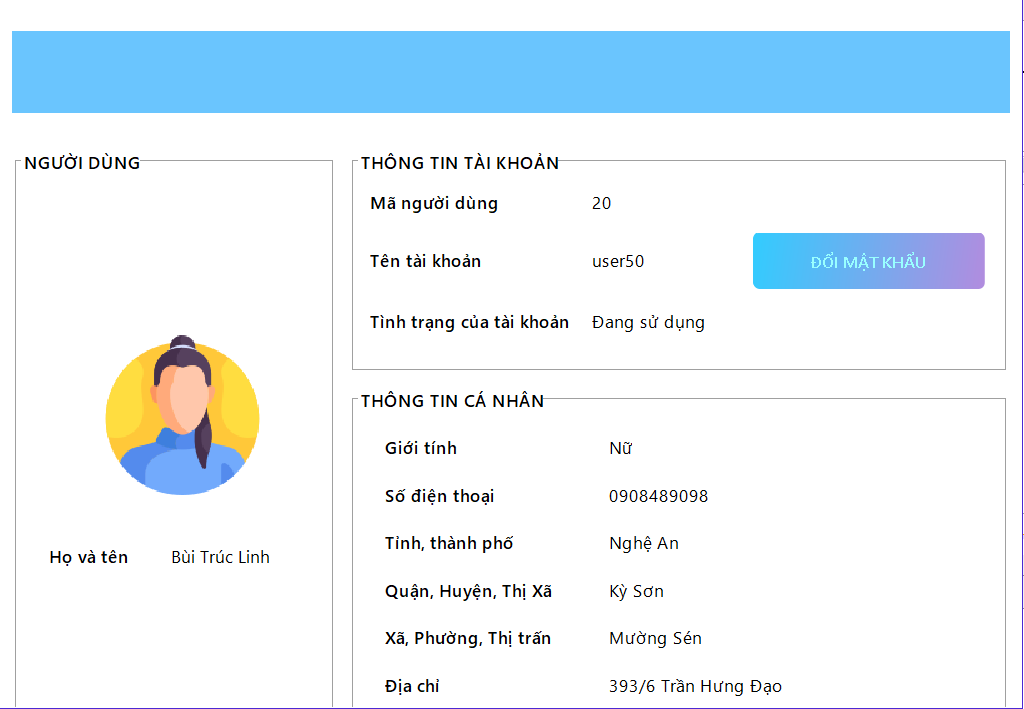 NGƯỜI DÙNG
Họ và tên Bùi Trúc Linh
THÔNG TIN TÀI KHOẢN
Mã người dùng 20
Tên tài khoản user50 ĐỔI MẬT KHẨU
Tình trạng của tài khoản Đang sử dụng
THÔNG TIN CÁ NHÂN
Giới tính Nữ
Số điện thoại 0908489098
Tỉnh, thành phố Nghệ An
Quận, Huyện, Thị Xã Kỳ Sơn
Xã, Phường, Thị trấn Mường Sén
Địa chỉ 393/6 Trần Hưng Đạo